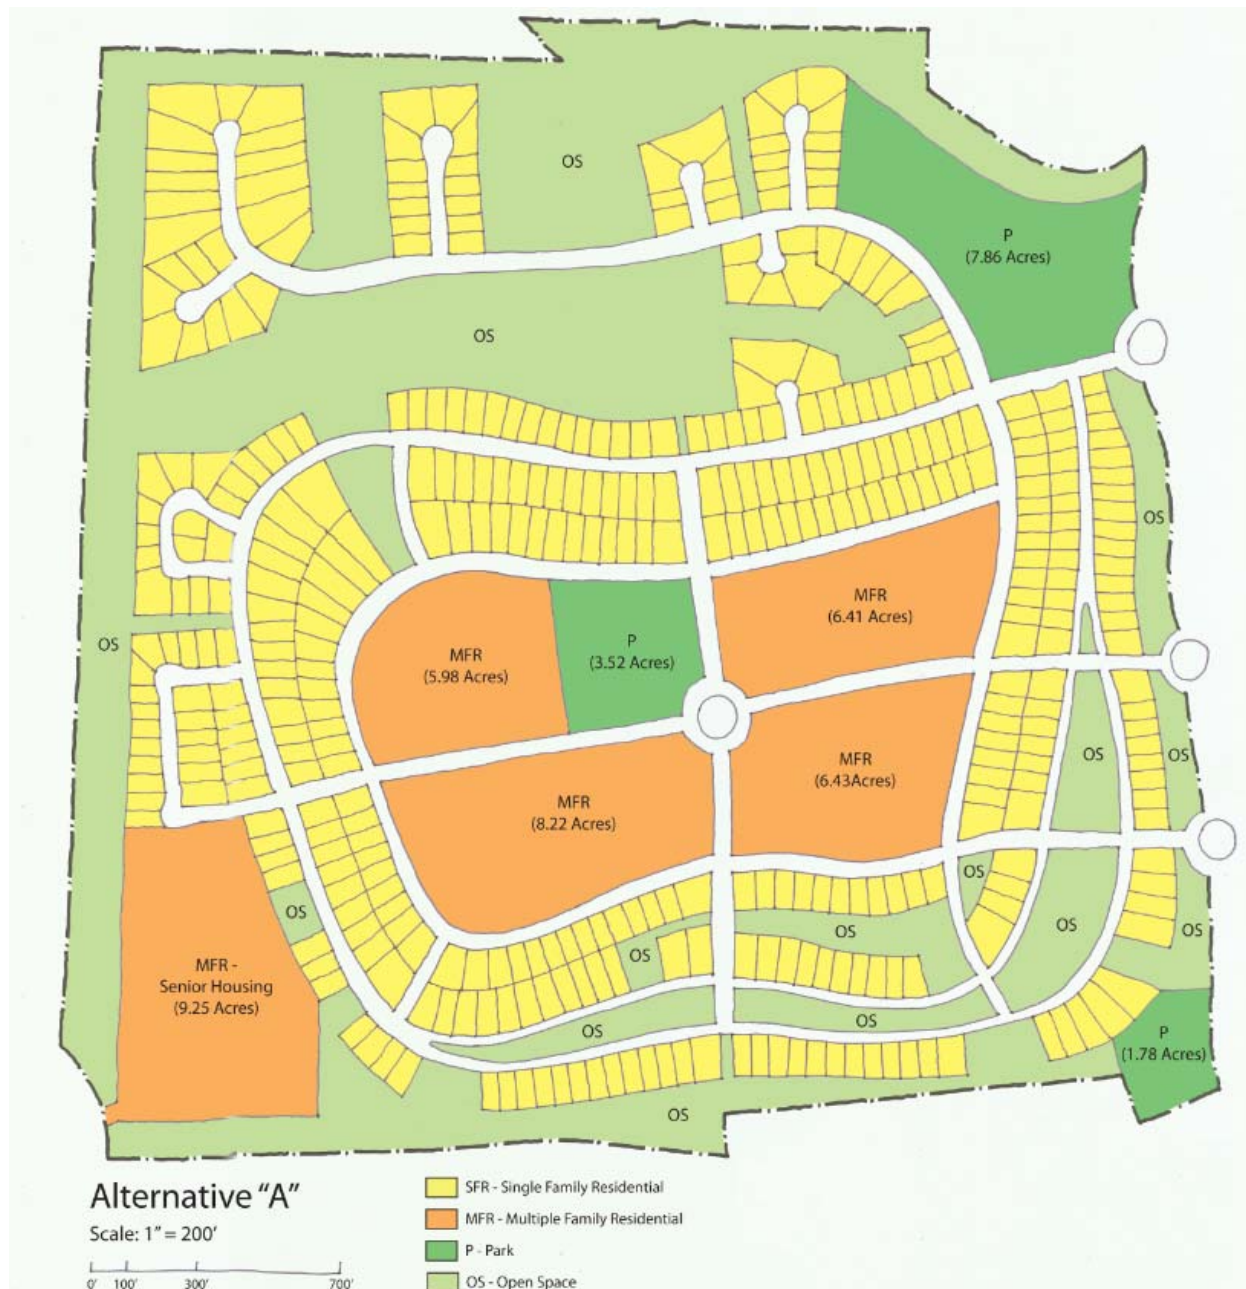 OS
P
(7.86 Acres)
OS
OS
MFR
(6.41 Acres)
P
(3.52 Acres)
MFR
(5.98 Acres)
OS
MFR
(6.43Acres)
OS
OS
MFR
(8.22 Acres)
OS
OS
OS
OS
OS
OS
MFR -
Senior Housing
(9.25 Acres)
OS
OS
P
(1.78 Acres)
OS
Alternative “A”
Scale: 1” = 200’
0’ 100’ 300’ 700’
SFR - Single Family Residential
MFR - Multiple Family Residential
P - Park
OS - Open Space